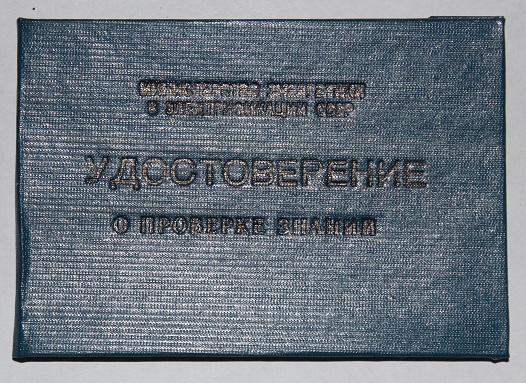 МИНИСТЕРСТВО ЭНЕРГЕТИКИ
И ЭЛЕКТРИФИКАЦИИ СССР
УДОСТОВЕРЕНИЕ
О ПРОВЕРКЕ ЗНАНИЙ